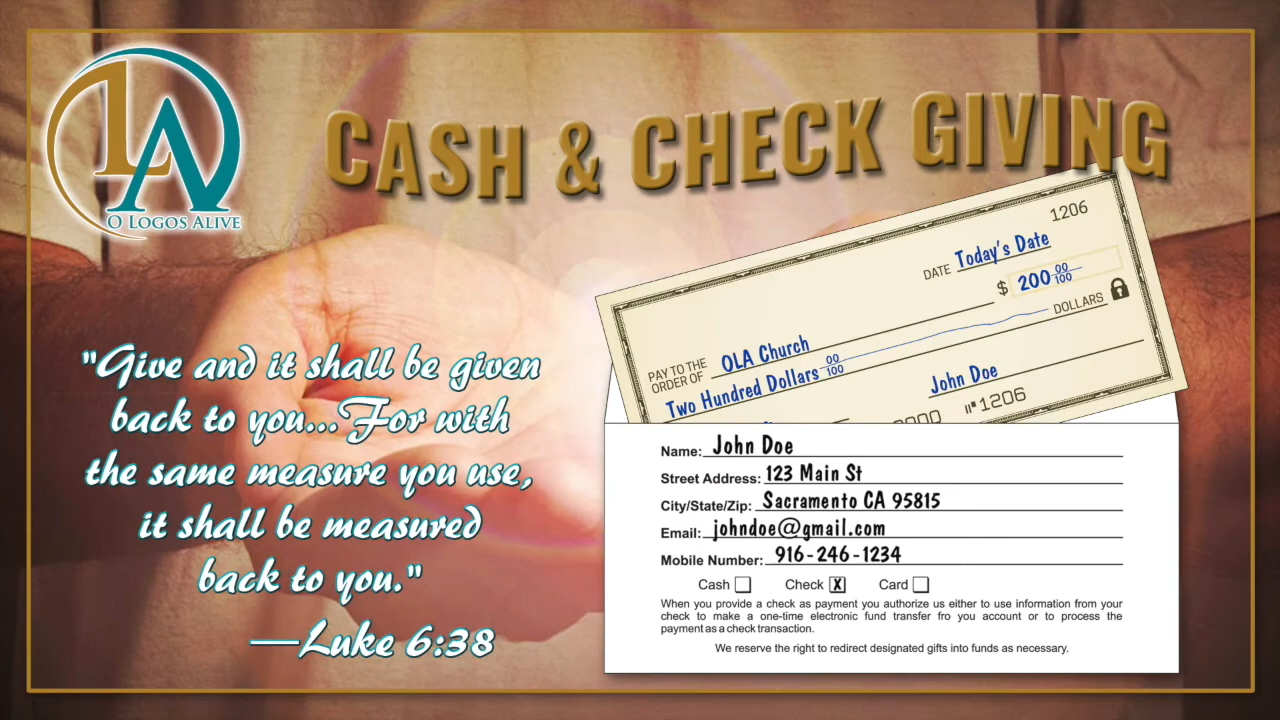 LA
O LOGOS ALIVE
CASH & CHECK GIVING
"Give and it shall be given
back to you...For with
the same measure you use,
it shall be measured
back to you."
—Luke 6:38
1206
DATE Today's Date
$ 200 00/100
PAY TO THE
ORDER OF OLA Church
Two Hundred Dollars 00/100 DOLLARS
John Doe
⑈1206
Name: John Doe
Street Address: 123 Main St
City/State/Zip: Sacramento CA 95815
Email: johndoe@gmail.com
Mobile Number: 916-246-1234
Cash Check X Card
When you provide a check as payment you authorize us either to use information from your
check to make a one-time electronic fund transfer fro you account or to process the
payment as a check transaction.
We reserve the right to redirect designated gifts into funds as necessary.